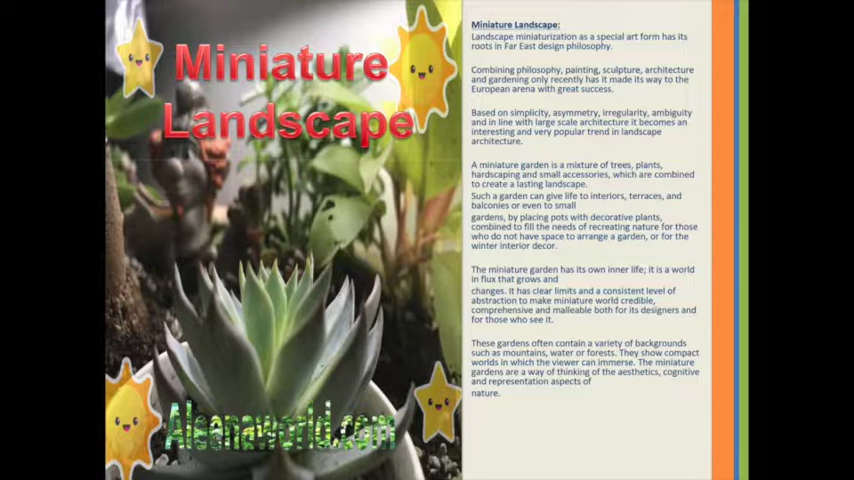 Miniature
Landscape
Aleenaworld.com
Miniature Landscape:
Landscape miniaturization as a special art form has its
roots in Far East design philosophy.
Combining philosophy, painting, sculpture, architecture
and gardening only recently has it made its way to the
European arena with great success.
Based on simplicity, asymmetry, irregularity, ambiguity
and in line with large scale architecture it becomes an
interesting and very popular trend in landscape
architecture.
A miniature garden is a mixture of trees, plants,
hardscaping and small accessories, which are combined
to create a lasting landscape.
Such a garden can give life to interiors, terraces, and
balconies or even to small
gardens, by placing pots with decorative plants,
combined to fill the needs of recreating nature for those
who do not have space to arrange a garden, or for the
winter interior decor.
The miniature garden has its own inner life; it is a world
in flux that grows and
changes. It has clear limits and a consistent level of
abstraction to make miniature world credible,
comprehensive and malleable both for its designers and
for those who see it.
These gardens often contain a variety of backgrounds
such as mountains, water or forests. They show compact
worlds in which the viewer can immerse. The miniature
gardens are a way of thinking of the aesthetics, cognitive
and representation aspects of
nature.